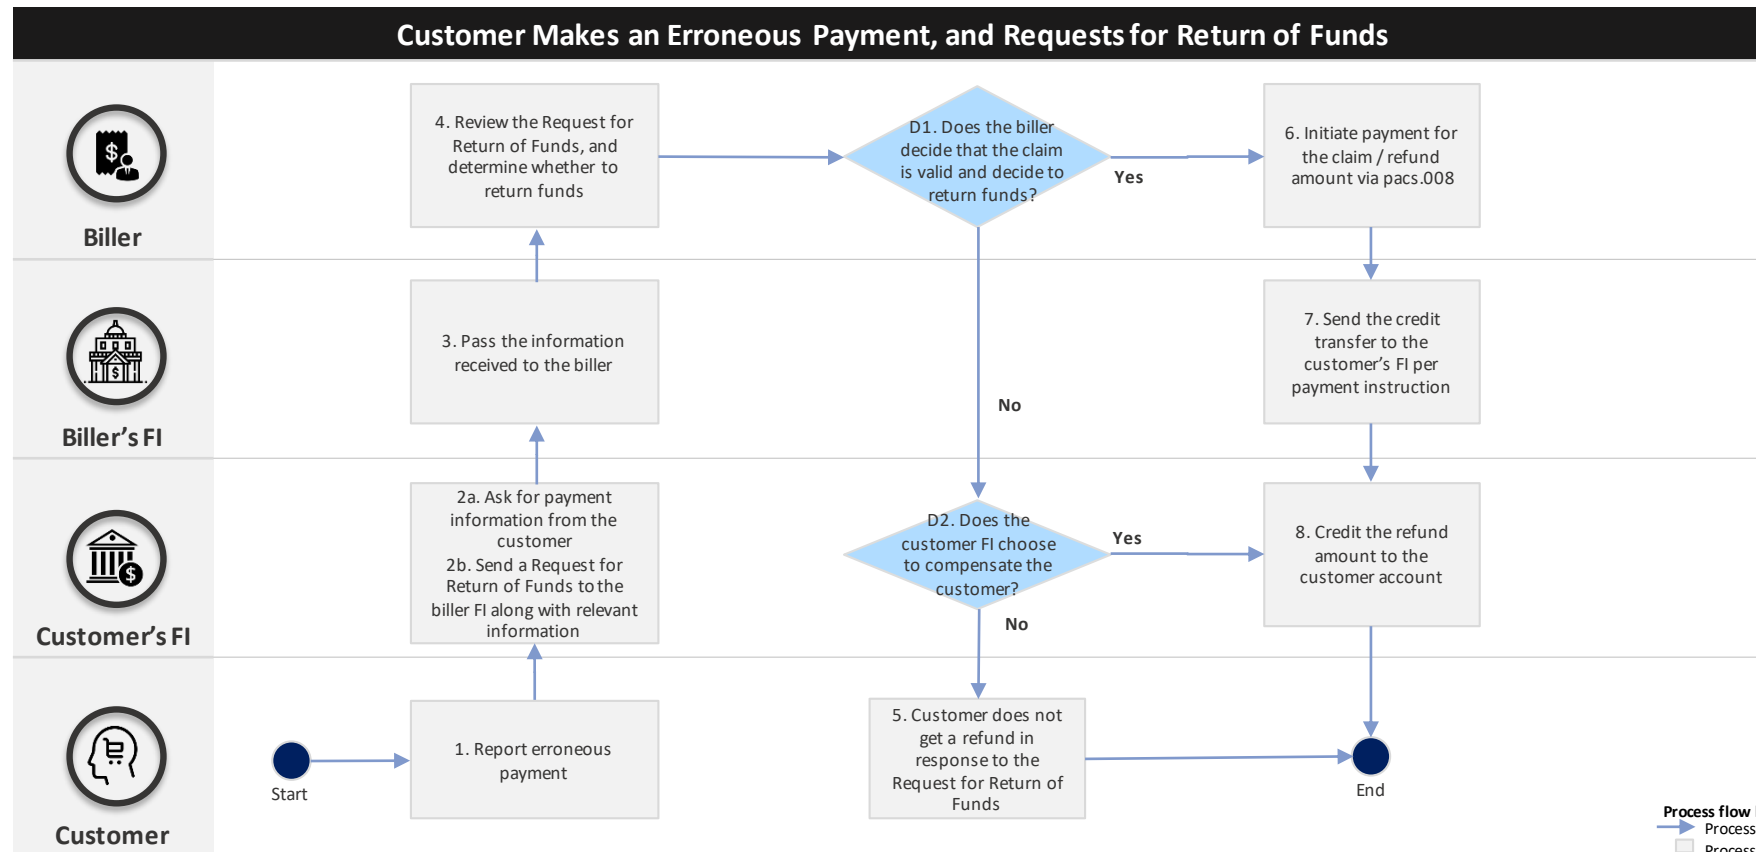 Customer Makes an Erroneous Payment, and Requests for Return of Funds
Biller
4. Review the Request for
Return of Funds, and
determine whether to
return funds
D1. Does the biller
decide that the claim
is valid and decide to
return funds?
Yes
6. Initiate payment for
the claim / refund
amount via pacs.008
Biller's FI
3. Pass the information
received to the biller
No
7. Send the credit
transfer to the
customer's FI per
payment instruction
Customer's FI
2a. Ask for payment
information from the
customer
2b. Send a Request for
Return of Funds to the
biller FI along with relevant
information
D2. Does the
customer FI choose
to compensate the
customer?
Yes
No
8. Credit the refund
amount to the
customer account
Customer
Start
1. Report erroneous
payment
5. Customer does not
get a refund in
response to the
Request for Return of
Funds
End
Process flow
Process
Process